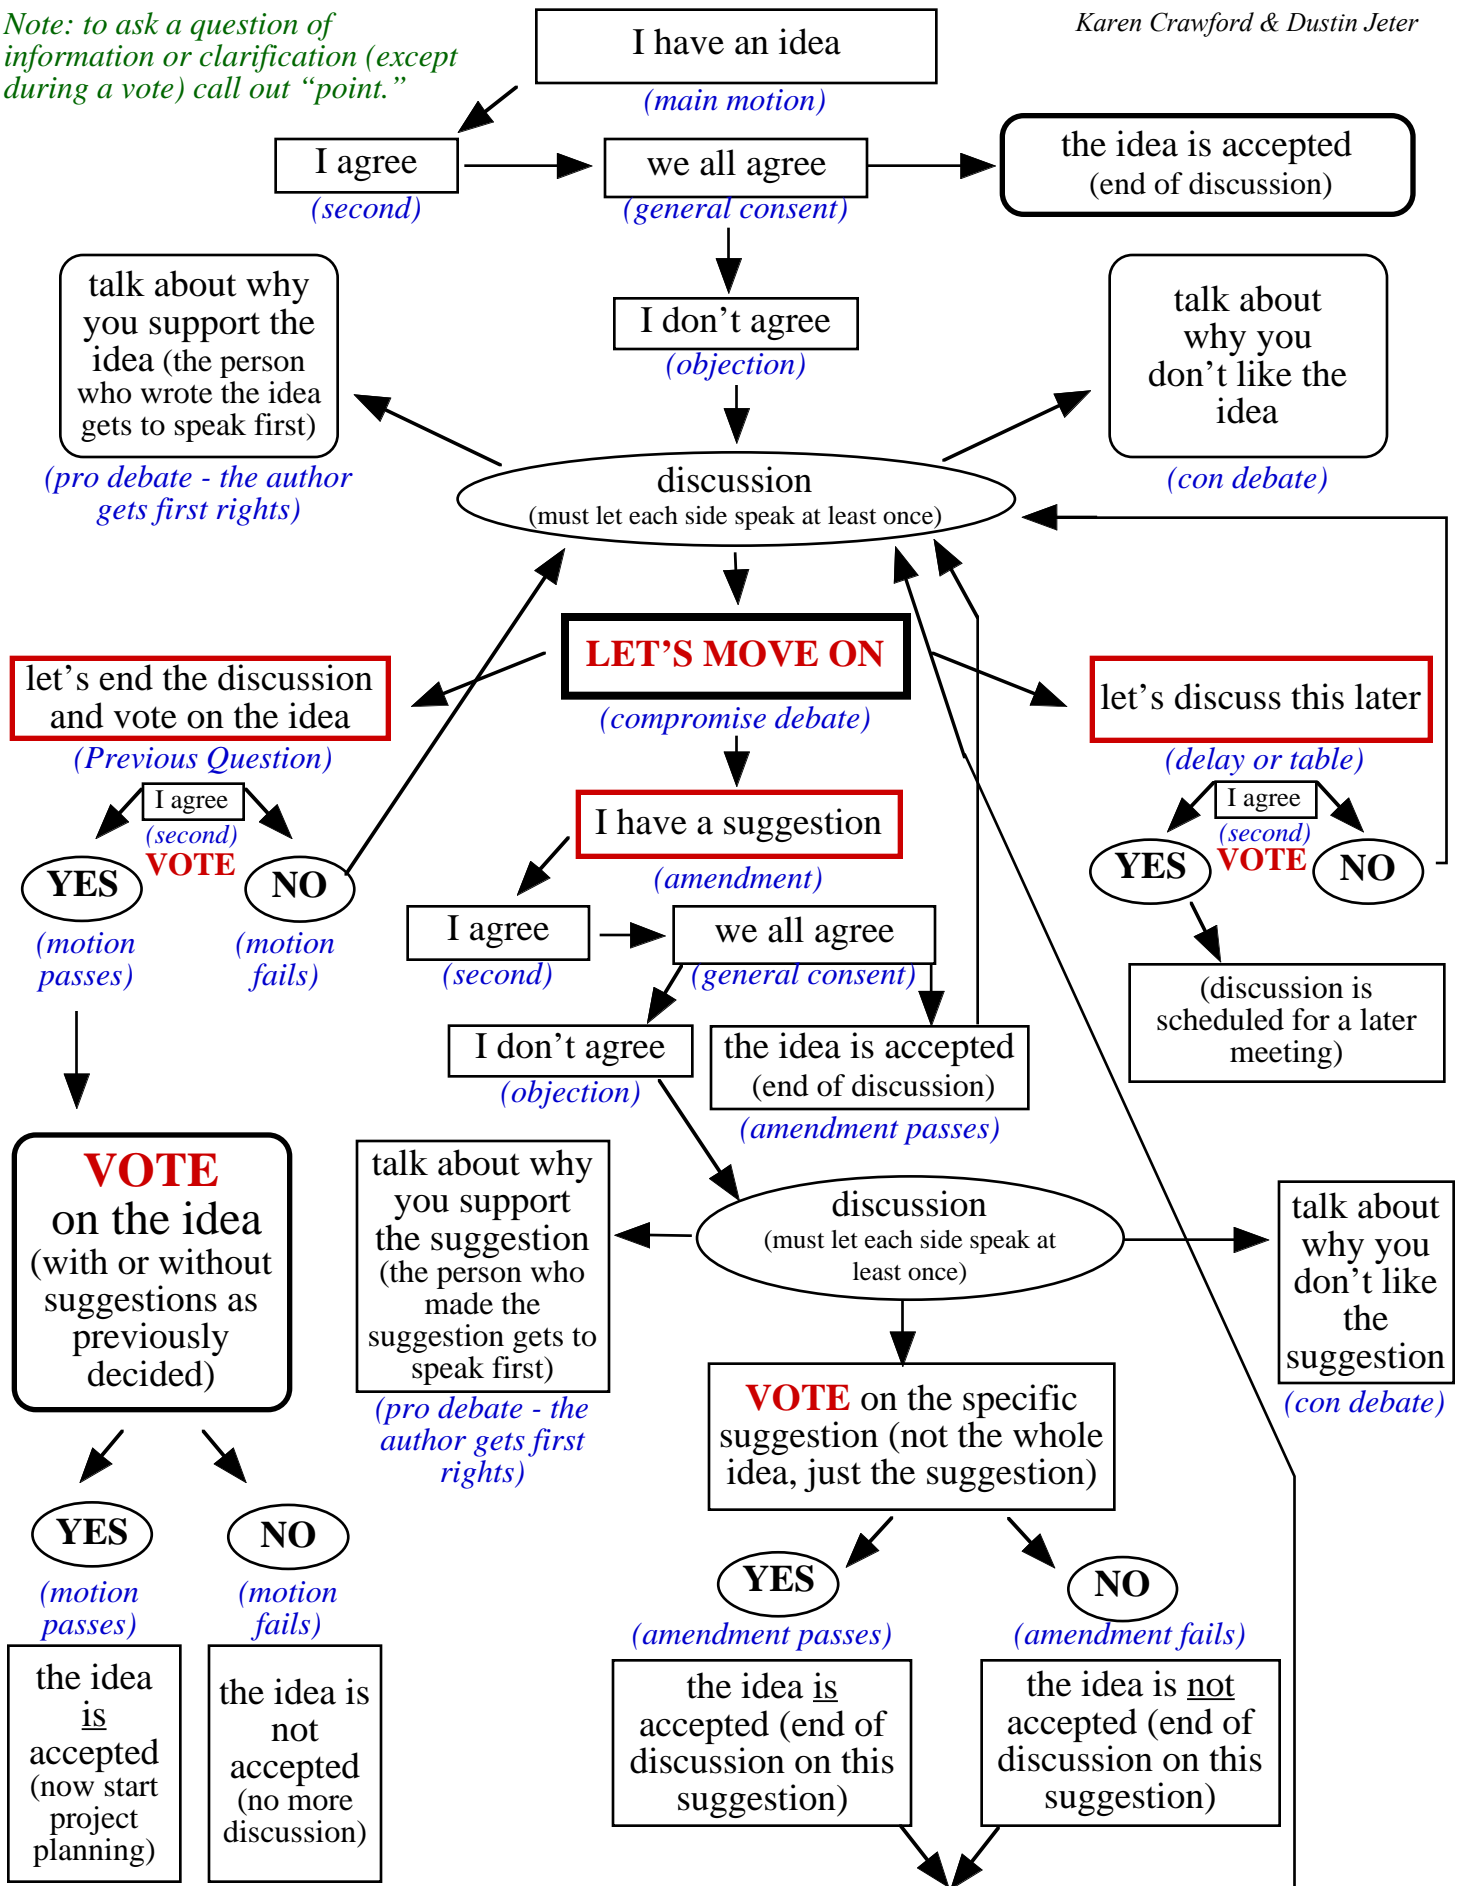 Note: to ask a question of
information or clarification (except
during a vote) call out “point.”
Karen Crawford & Dustin Jeter
I have an idea
(main motion)
I agree
(second)
we all agree
(general consent)
the idea is accepted
(end of discussion)
talk about why
you support the
idea (the person
who wrote the idea
gets to speak first)
(pro debate - the author
gets first rights)
I don’t agree
(objection)
talk about
why you
don’t like the
idea
(con debate)
discussion
(must let each side speak at least once)
LET’S MOVE ON
(compromise debate)
let’s end the discussion
and vote on the idea
(Previous Question)
I agree
(second)
VOTE
YES
NO
(motion
passes)
(motion
fails)
let’s discuss this later
(delay or table)
I agree
(second)
VOTE
YES
NO
(discussion is
scheduled for a later
meeting)
I have a suggestion
(amendment)
I agree
(second)
we all agree
(general consent)
I don’t agree
(objection)
the idea is accepted
(end of discussion)
(amendment passes)
VOTE
on the idea
(with or without
suggestions as
previously
decided)
talk about why
you support
the suggestion
(the person who
made the
suggestion gets to
speak first)
(pro debate - the
author gets first
rights)
discussion
(must let each side speak at
least once)
talk about
why you
don’t like
the
suggestion
(con debate)
VOTE on the specific
suggestion (not the whole
idea, just the suggestion)
YES
NO
(motion
passes)
(motion
fails)
the idea
is
accepted
(now start
project
planning)
the idea is
not
accepted
(no more
discussion)
YES
NO
(amendment passes)
(amendment fails)
the idea is
accepted (end of
discussion on this
suggestion)
the idea is not
accepted (end of
discussion on this
suggestion)